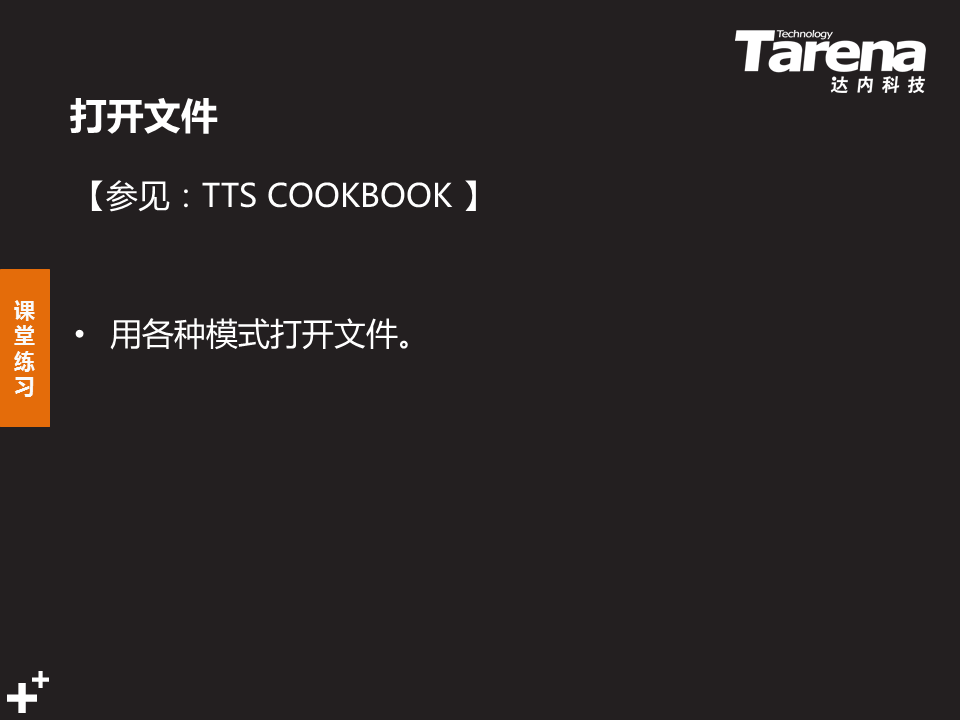 Technology
Tarena
达内科技
打开文件
【参见：TTS COOKBOOK 】
课堂练习
• 用各种模式打开文件。